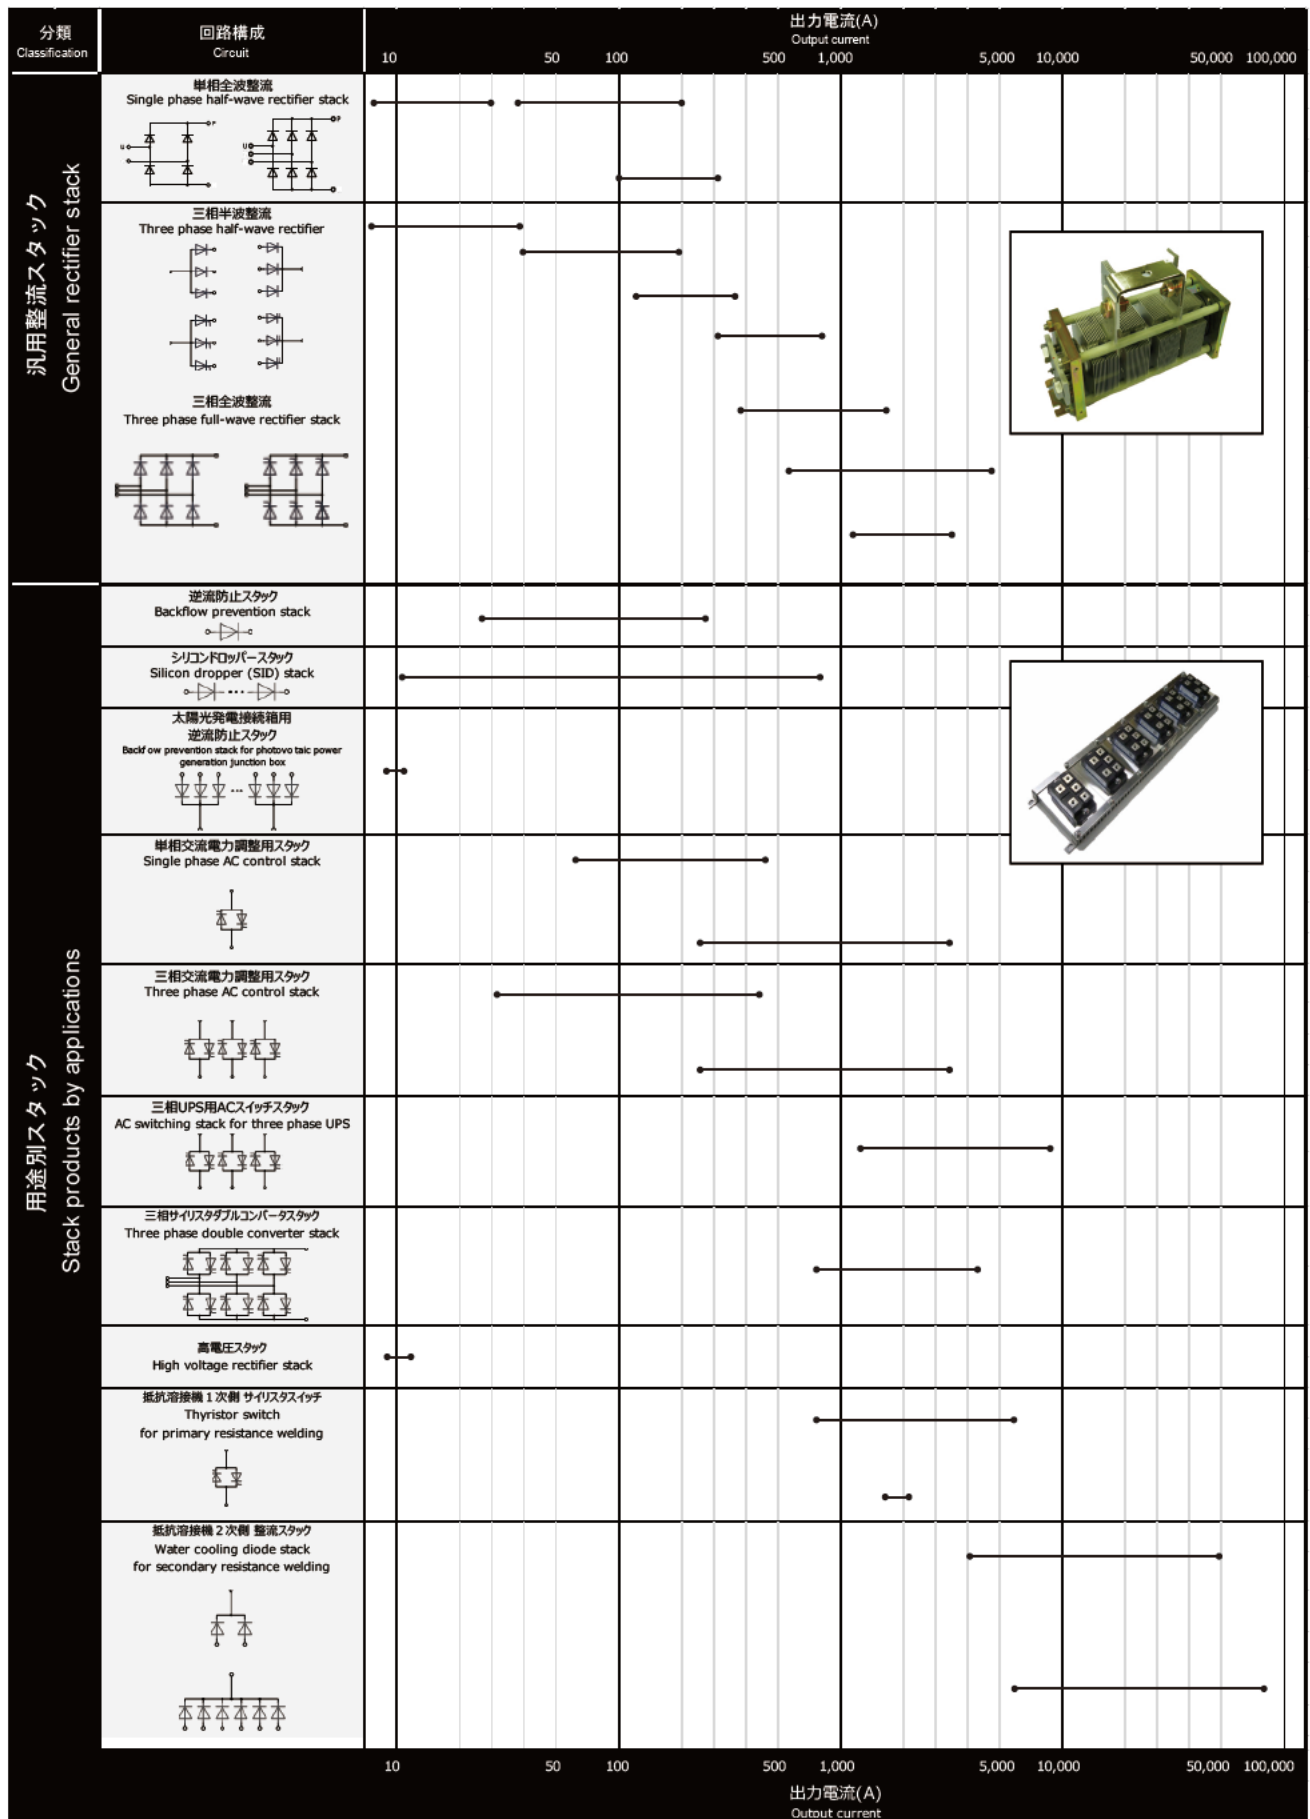 分類
Classification
回路構成
Circuit
出力電流(A)
Output current
10 50 100 500 1,000 5,000 10,000 50,000 100,000
汎用整流スタック
General rectifier stack
単相全波整流
Single phase half-wave rectifier stack
三相半波整流
Three phase half-wave rectifier
三相全波整流
Three phase full-wave rectifier stack
用途別スタック
Stack products by applications
逆流防止スタック
Backflow prevention stack
シリコンドロッパースタック
Silicon dropper (SID) stack
太陽光発電接続箱用
逆流防止スタック
Backf ow prevention stack for photovo taic power
generation junction box
単相交流電力調整用スタック
Single phase AC control stack
三相交流電力調整用スタック
Three phase AC control stack
三相UPS用ACスイッチスタック
AC switching stack for three phase UPS
三相サイリスタダブルコンバータスタック
Three phase double converter stack
高電圧スタック
High voltage rectifier stack
抵抗溶接機１次側 サイリスタスイッチ
Thyristor switch
for primary resistance welding
抵抗溶接機２次側 整流スタック
Water cooling diode stack
for secondary resistance welding
10 50 100 500 1,000 5,000 10,000 50,000 100,000
出力電流(A)
Output current